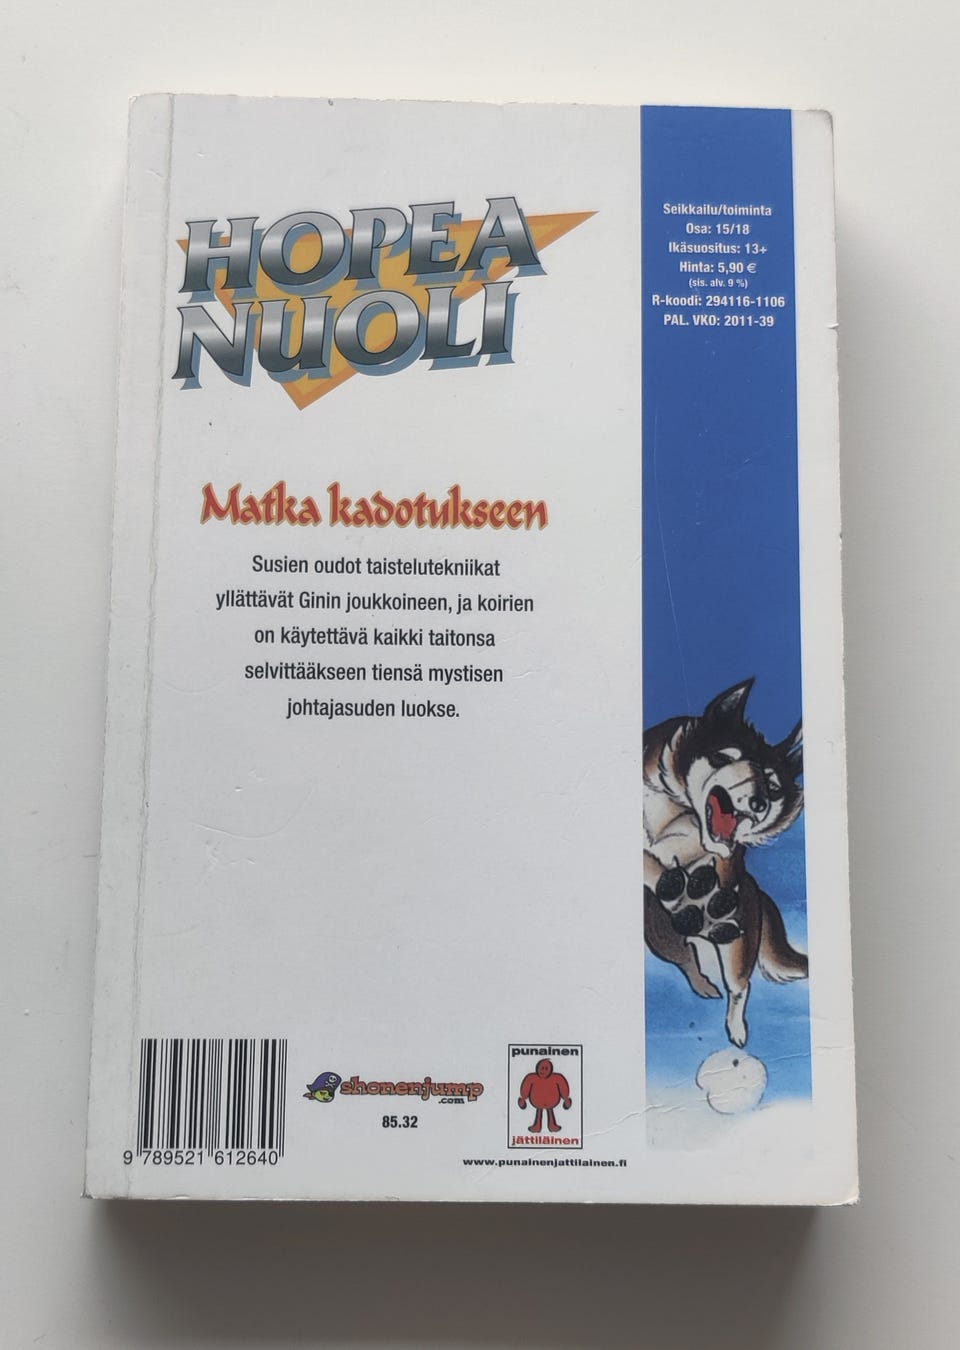 HOPEA
NUOLI
Seikkailu/toiminta
Osa: 15/18
Ikäsuositus: 13+
Hinta: 5,90 €
(sis. alv. 9 %)
R-koodi: 294116-1106
PAL. VKO: 2011-39
Matka kadotukseen
Susien oudot taistelutekniikat
yllättävät Ginin joukkoineen, ja koirien
on käytettävä kaikki taitonsa
selvittääkseen tiensä mystisen
johtajasuden luokse.
9 789521 612640
shonenjump
.com
85.32
punainen
jättiläinen
www.punainenjattilainen.fi